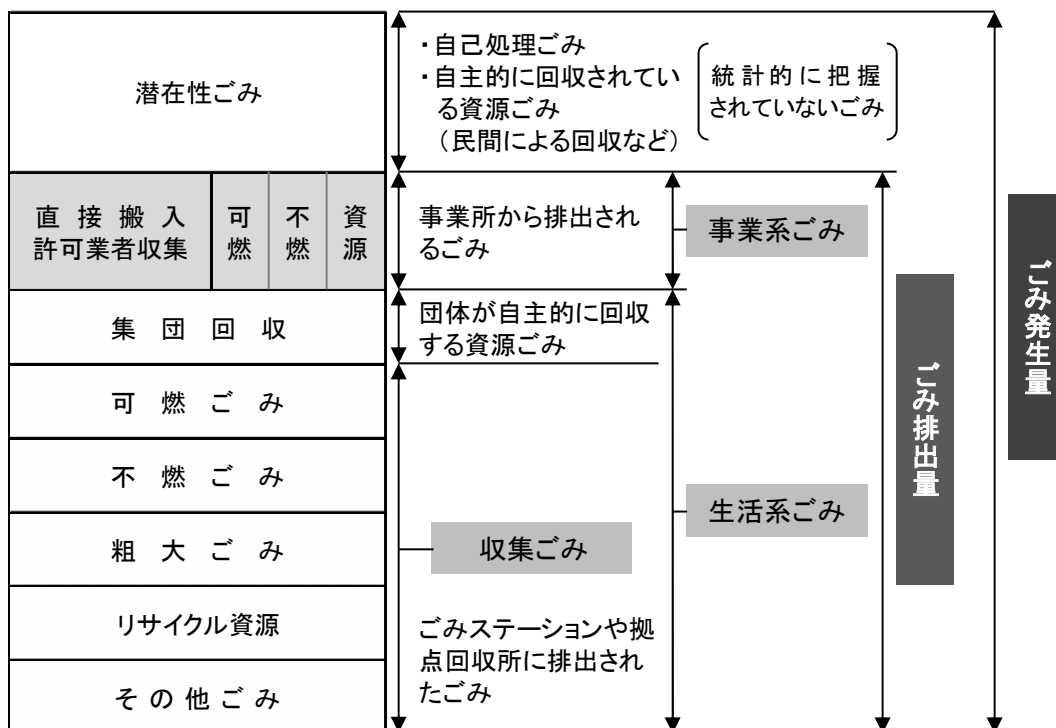 潜在性ごみ
・自己処理ごみ
・自主的に回収されてい
る資源ごみ
（民間による回収など）
統計的に把握
されていないごみ
直接搬入
許可業者収集
可燃
不燃
資源
事業所から排出され
るごみ
事業系ごみ
集団回収
団体が自主的に回収
する資源ごみ
可燃ごみ
不燃ごみ
粗大ごみ
リサイクル資源
その他ごみ
収集ごみ
ごみステーションや拠
点回収所に排出され
たごみ
生活系ごみ
ごみ排出量
ごみ発生量